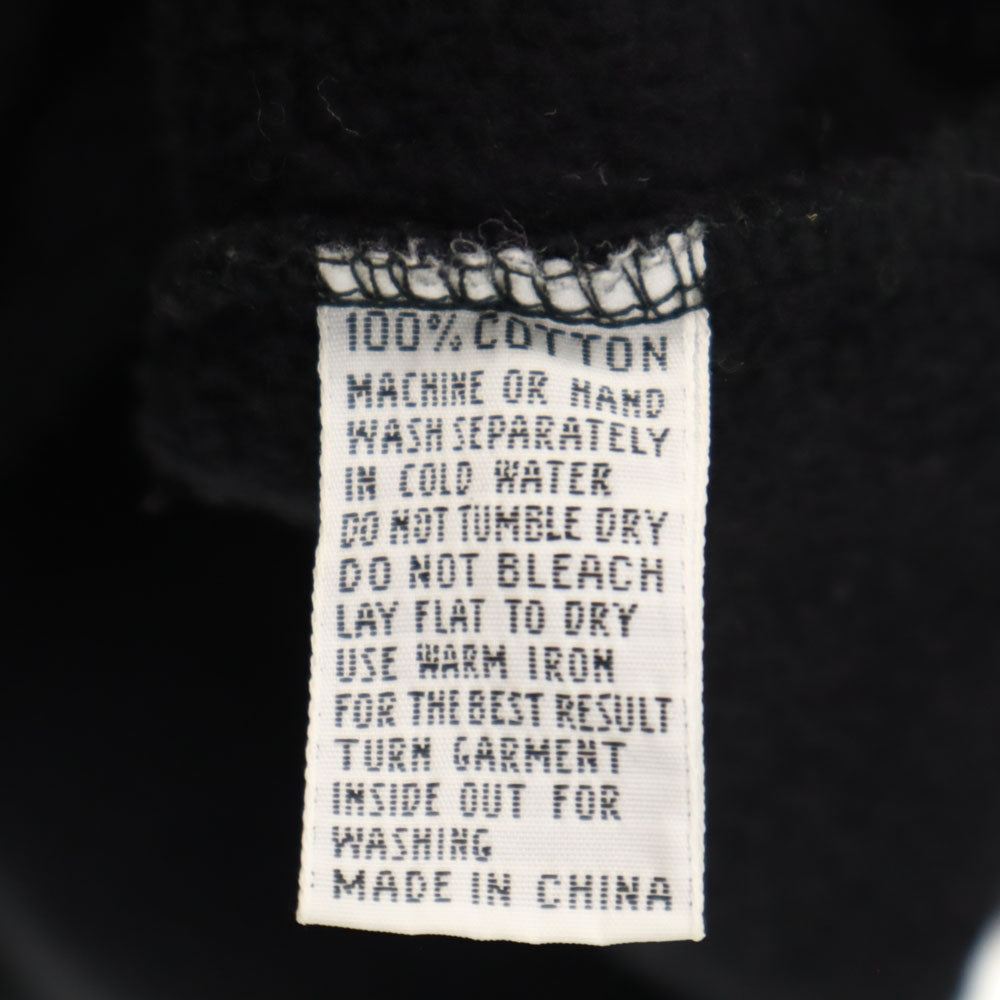 100% COTTON
MACHINE OR HAND
WASH SEPARATELY
IN COLD WATER
DO NOT TUMBLE DRY
DO NOT BLEACH
LAY FLAT TO DRY
USE WARM IRON
FOR THE BEST RESULT
TURN GARMENT
INSIDE OUT FOR
WASHING
MADE IN CHINA